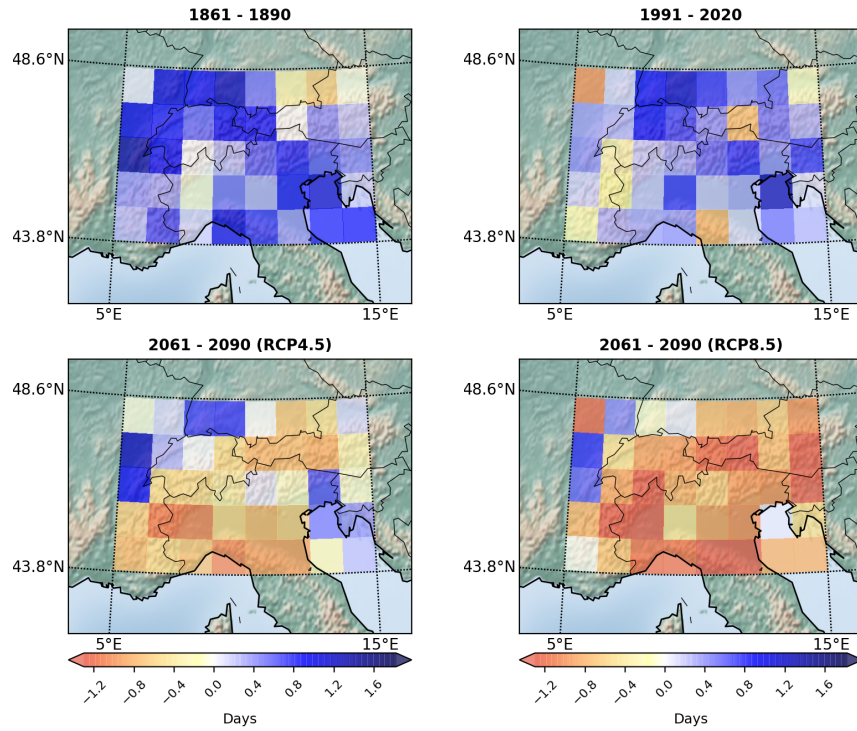 1861 - 1890
1991 - 2020
48.6°N
48.6°N
43.8°N
43.8°N
5°E
15°E
5°E
15°E
2061 - 2090 (RCP4.5)
2061 - 2090 (RCP8.5)
48.6°N
48.6°N
43.8°N
43.8°N
5°E
15°E
5°E
15°E
−1.2
−0.8
−0.4
0.0
0.4
0.8
1.2
1.6
−1.2
−0.8
−0.4
0.0
0.4
0.8
1.2
1.6
Days
Days